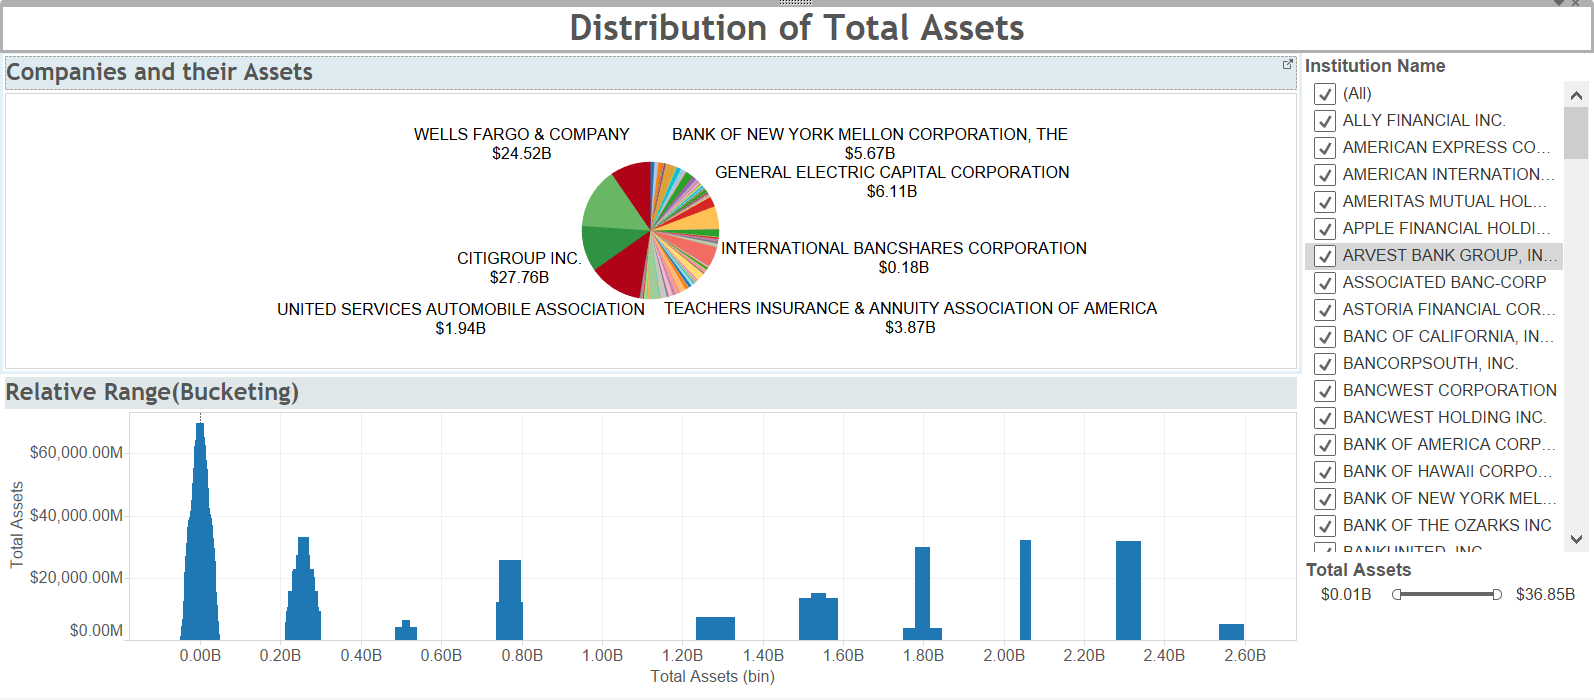 Distribution of Total Assets
Companies and their Assets
WELLS FARGO & COMPANY
$24.52B
BANK OF NEW YORK MELLON CORPORATION, THE
$5.67B
GENERAL ELECTRIC CAPITAL CORPORATION
$6.11B
CITIGROUP INC.
$27.76B
INTERNATIONAL BANCSHARES CORPORATION
$0.18B
UNITED SERVICES AUTOMOBILE ASSOCIATION
$1.94B
TEACHERS INSURANCE & ANNUITY ASSOCIATION OF AMERICA
$3.87B
Relative Range(Bucketing)
Total Assets
$60,000.00M
$40,000.00M
$20,000.00M
$0.00M
0.00B 0.20B 0.40B 0.60B 0.80B 1.00B 1.20B 1.40B 1.60B 1.80B 2.00B 2.20B 2.40B 2.60B
Total Assets (bin)
Institution Name
(All)
ALLY FINANCIAL INC.
AMERICAN EXPRESS CO...
AMERICAN INTERNATION...
AMERITAS MUTUAL HOL...
APPLE FINANCIAL HOLDI...
ARVEST BANK GROUP, IN...
ASSOCIATED BANC-CORP
ASTORIA FINANCIAL COR...
BANC OF CALIFORNIA, IN...
BANCORPSOUTH, INC.
BANCWEST CORPORATION
BANCWEST HOLDING INC.
BANK OF AMERICA CORP...
BANK OF HAWAII CORPO...
BANK OF NEW YORK MEL...
BANK OF THE OZARKS INC
BANKUNITED, INC.
Total Assets
$0.01B $36.85B